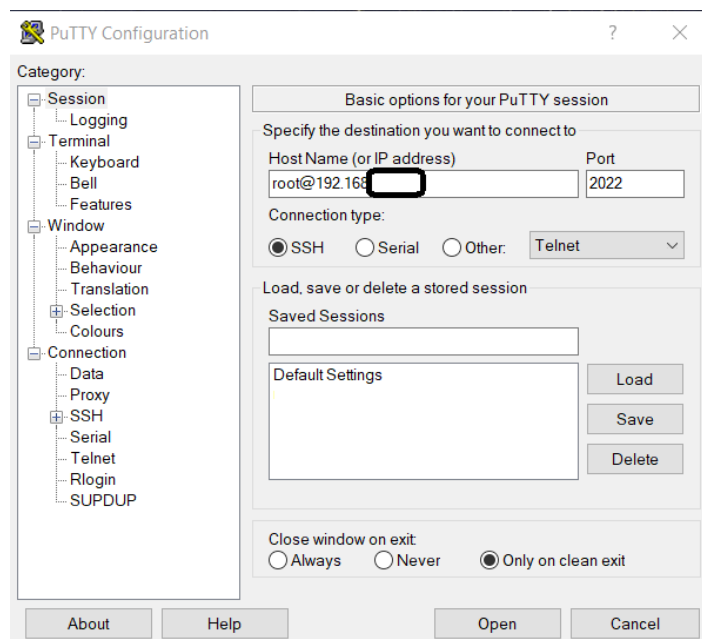 PuTTY Configuration
?
Category:
Session
Logging
Terminal
Keyboard
Bell
Features
Window
Appearance
Behaviour
Translation
Selection
Colours
Connection
Data
Proxy
SSH
Serial
Telnet
Rlogin
SUPDUP
Basic options for your PuTTY session
Specify the destination you want to connect to
Host Name (or IP address) Port
root@192.168 2022
Connection type:
SSH Serial Other: Telnet
Load, save or delete a stored session
Saved Sessions
Default Settings
Load
Save
Delete
Close window on exit:
Always Never Only on clean exit
About Help Open Cancel